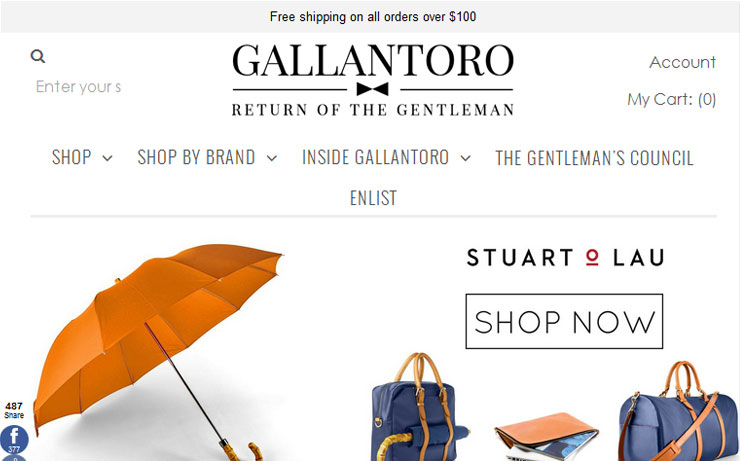 Free shipping on all orders over $100
Enter your s
GALLANTORO
RETURN OF THE GENTLEMAN
Account
My Cart: (0)
SHOP SHOP BY BRAND INSIDE GALLANTORO THE GENTLEMAN'S COUNCIL
ENLIST
STUART O LAU
SHOP NOW
487
Share
f
377